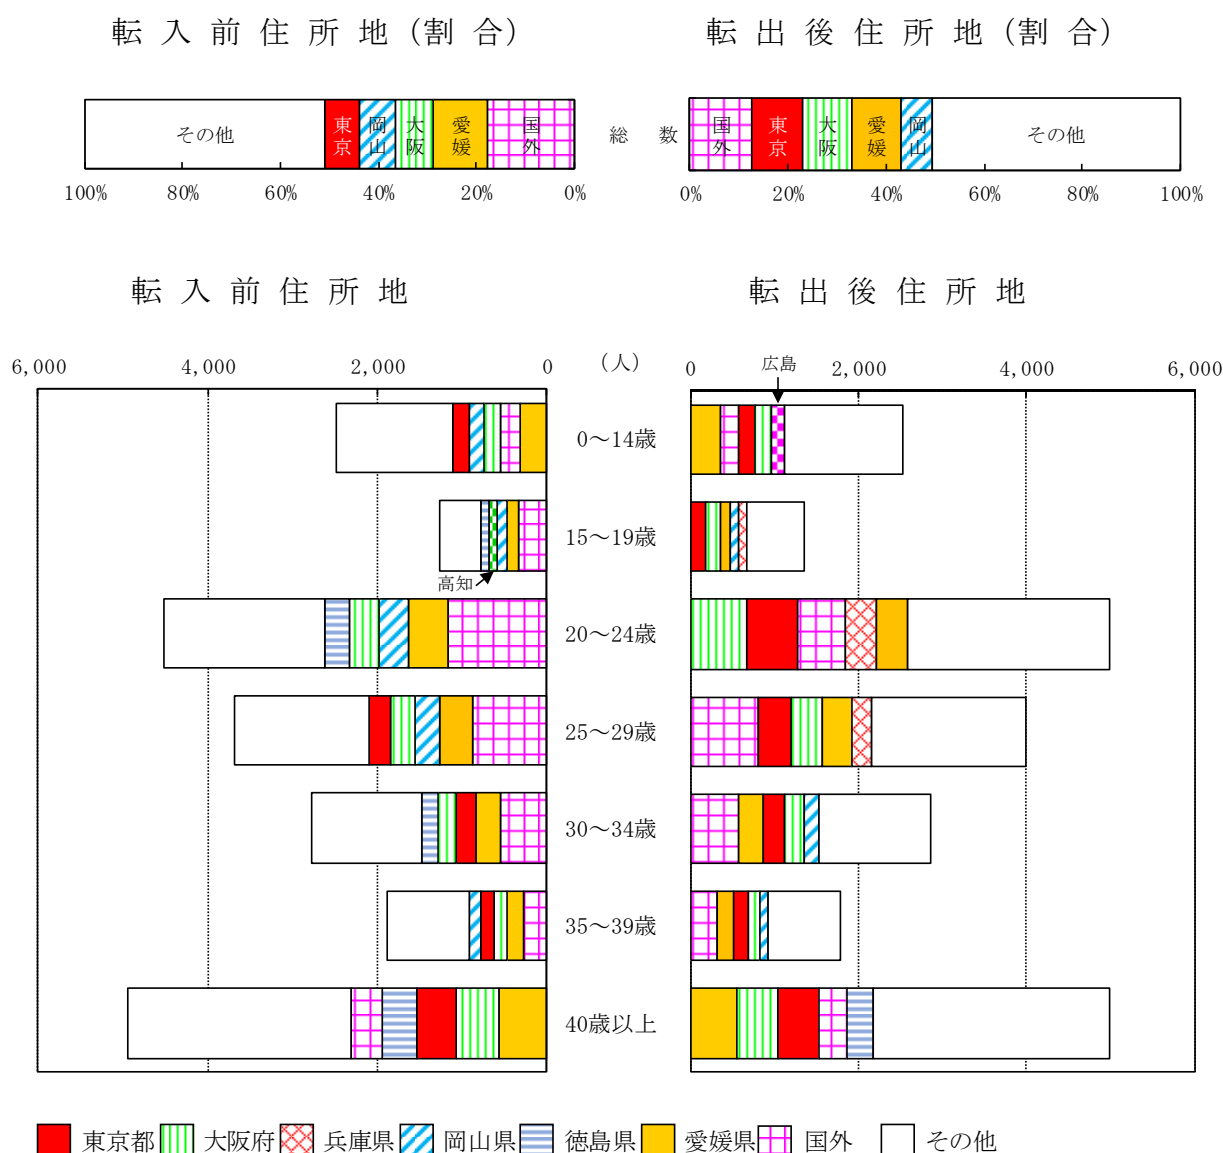 転入前住所地(割合)
転出後住所地(割合)
その他
東京
岡山
大阪
愛媛
国外
総数
国外
東京
大阪
愛媛
岡山
その他
100% 80% 60% 40% 20% 0%
0% 20% 40% 60% 80% 100%
転入前住所地
転出後住所地
6,000 4,000 2,000 0
(人)
広島
0 2,000 4,000 6,000
0～14歳
15～19歳
高知
20～24歳
25～29歳
30～34歳
35～39歳
40歳以上
東京都 大阪府 兵庫県 岡山県 徳島県 愛媛県 国外 その他